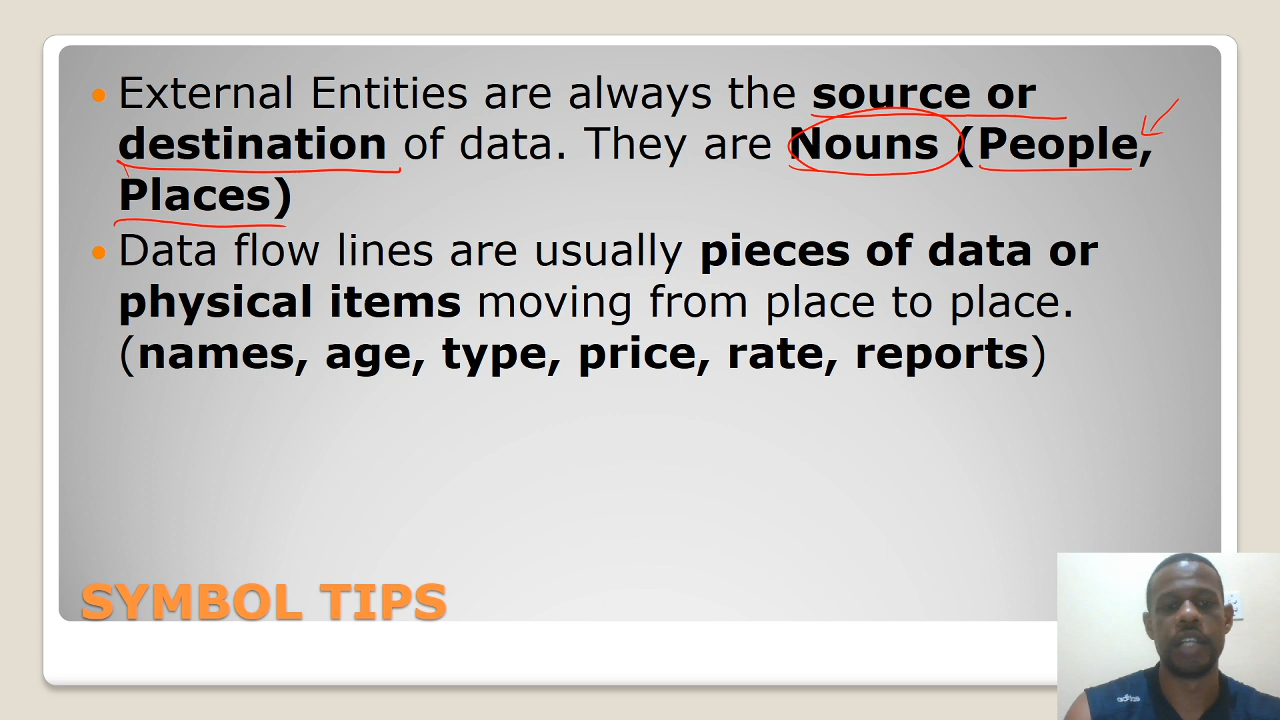 External Entities are always the source or
destination of data. They are Nouns (People,
Places)
Data flow lines are usually pieces of data or
physical items moving from place to place.
(names, age, type, price, rate, reports)
SYMBOL TIPS